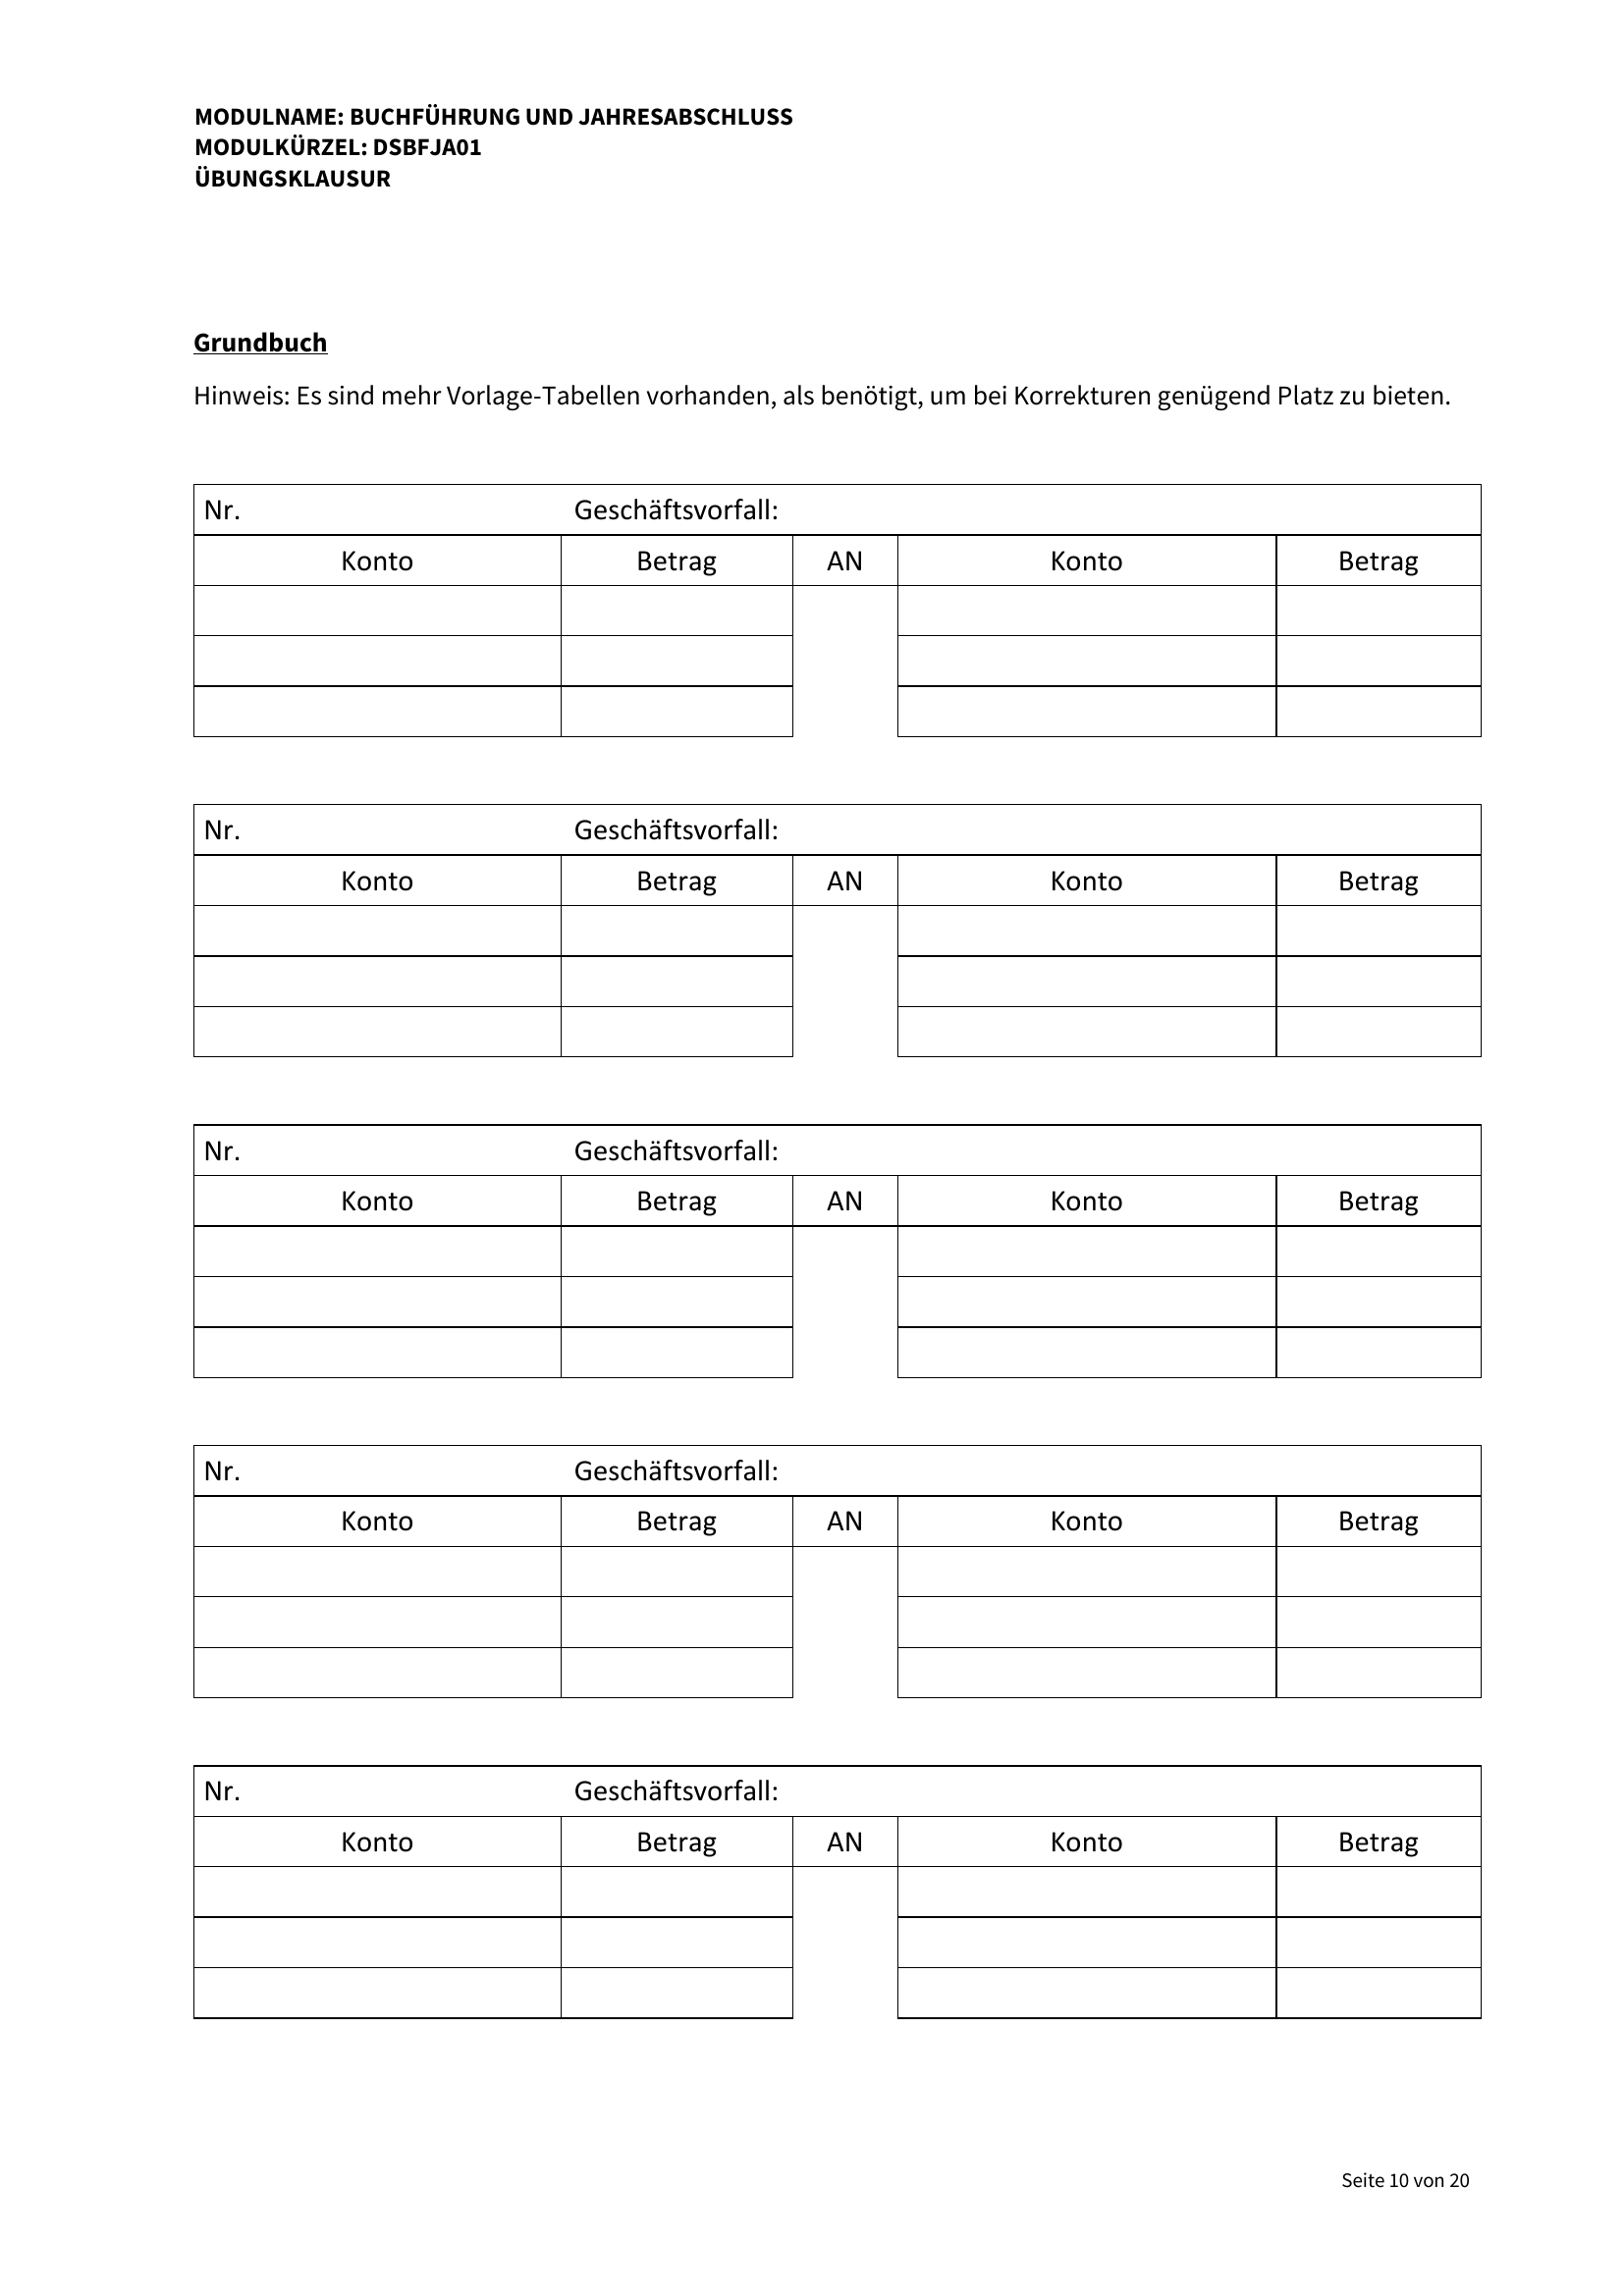 MODULNAME: BUCHFÜHRUNG UND JAHRESABSCHLUSS
MODULKÜRZEL: DSBFJA01
ÜBUNGSKLAUSUR
Grundbuch
Hinweis: Es sind mehr Vorlage-Tabellen vorhanden, als benötigt, um bei Korrekturen genügend Platz zu bieten.
Nr. Geschäftsvorfall:
Konto Betrag AN Konto Betrag
Nr. Geschäftsvorfall:
Konto Betrag AN Konto Betrag
Nr. Geschäftsvorfall:
Konto Betrag AN Konto Betrag
Nr. Geschäftsvorfall:
Konto Betrag AN Konto Betrag
Nr. Geschäftsvorfall:
Konto Betrag AN Konto Betrag
Seite 10 von 20